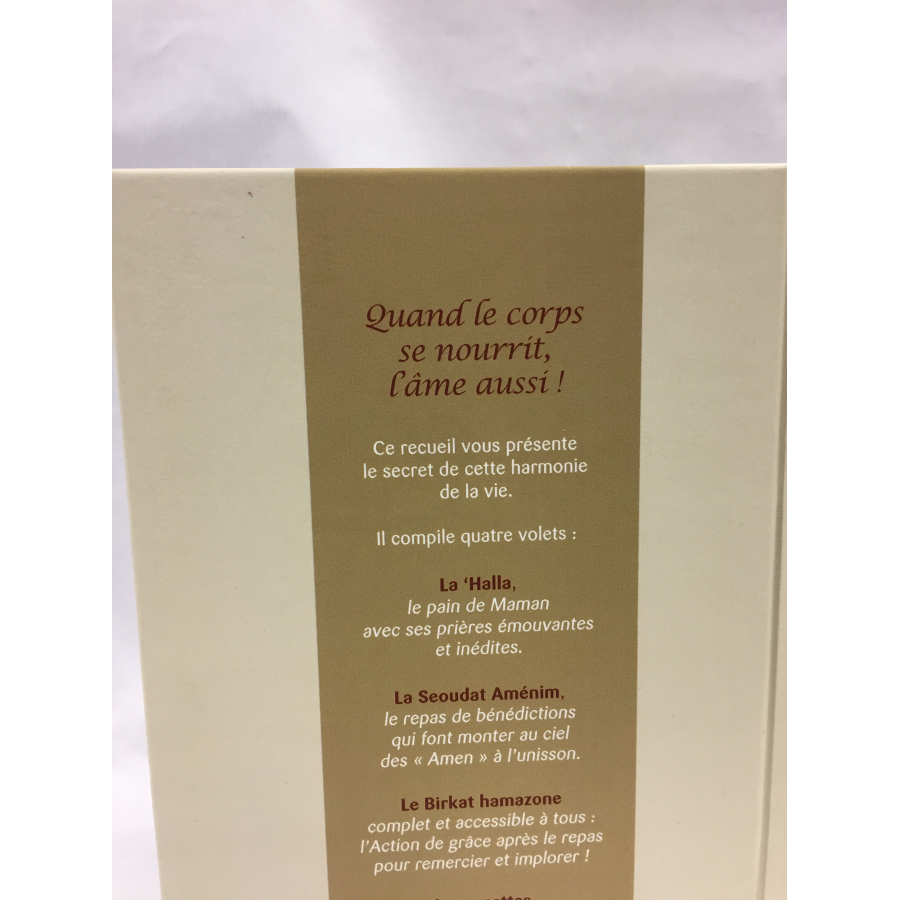 Quand le corps
se nourrit,
l'âme aussi !
Ce recueil vous présente
le secret de cette harmonie
de la vie.
Il compile quatre volets :
La ‘Halla,
le pain de Maman
avec ses prières émouvantes
et inédites.
La Seoudat Aménim,
le repas de bénédictions
qui font monter au ciel
des « Amen » à l'unisson.
Le Birkat hamazone
complet et accessible à tous :
l'Action de grâce après le repas
pour remercier et implorer !